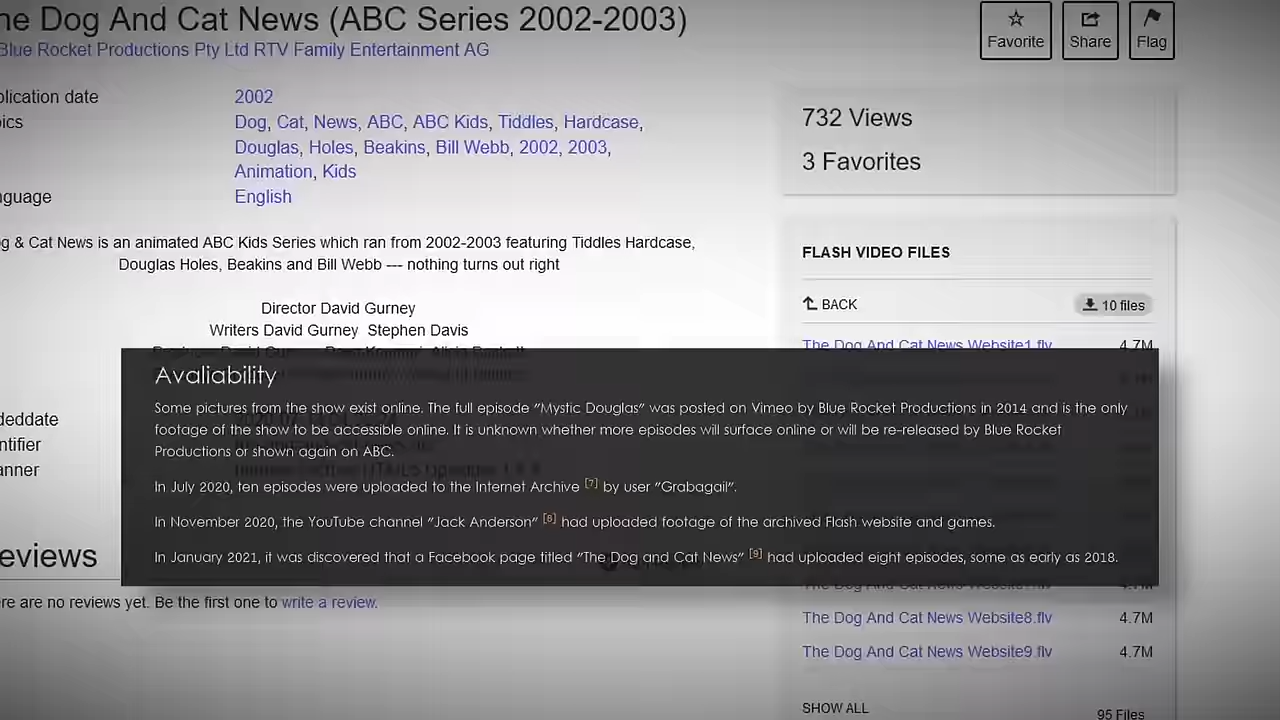 he Dog And Cat News (ABC Series 2002-2003)
Blue Rocket Productions Pty Ltd RTV Family Entertainment AG
Favorite Share Flag
olication date 2002
ics Dog, Cat, News, ABC, ABC Kids, Tiddles, Hardcase,
Douglas, Holes, Beakins, Bill Webb, 2002, 2003,
Animation, Kids
nguage English
g & Cat News is an animated ABC Kids Series which ran from 2002-2003 featuring Tiddles Hardcase,
Douglas Holes, Beakins and Bill Webb --- nothing turns out right
Director David Gurney
Writers David Gurney Stephen Davis
deddate
ntifier
anner
eviews
re are no reviews yet. Be the first one to write a review.
732 Views
3 Favorites
FLASH VIDEO FILES
BACK 10 files
The Dog And Cat News Website1.flv 4.7M
Avaliability
Some pictures from the show exist online. The full episode "Mystic Douglas" was posted on Vimeo by Blue Rocket Productions in 2014 and is the only
footage of the show to be accessible online. It is unknown whether more episodes will surface online or will be re-released by Blue Rocket
Productions or shown again on ABC.
In July 2020, ten episodes were uploaded to the Internet Archive [7] by user "Grabagail".
In November 2020, the YouTube channel "Jack Anderson" [8] had uploaded footage of the archived Flash website and games.
In January 2021, it was discovered that a Facebook page titled "The Dog and Cat News" [9] had uploaded eight episodes, some as early as 2018.
The Dog And Cat News Website8.flv 4.7M
The Dog And Cat News Website9.flv 4.7M
SHOW ALL 95 Files